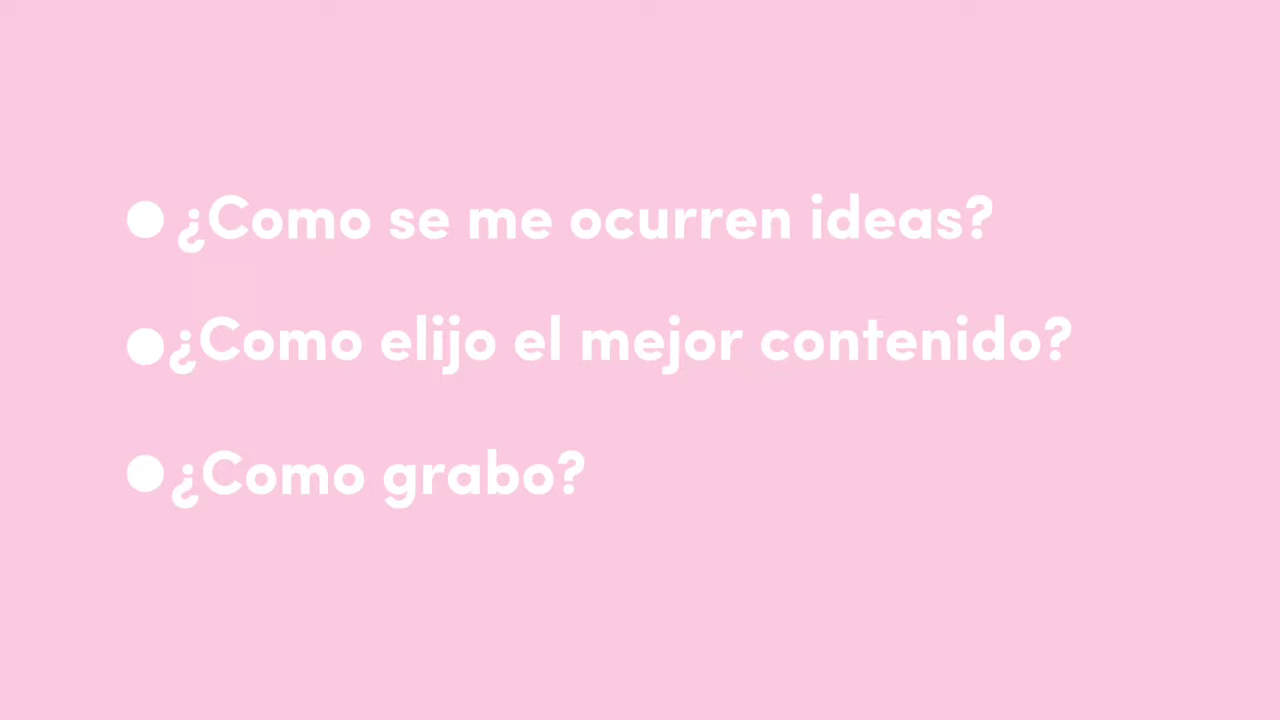 ● ¿Como se me ocurren ideas?
● ¿Como elijo el mejor contenido?
● ¿Como grabo?